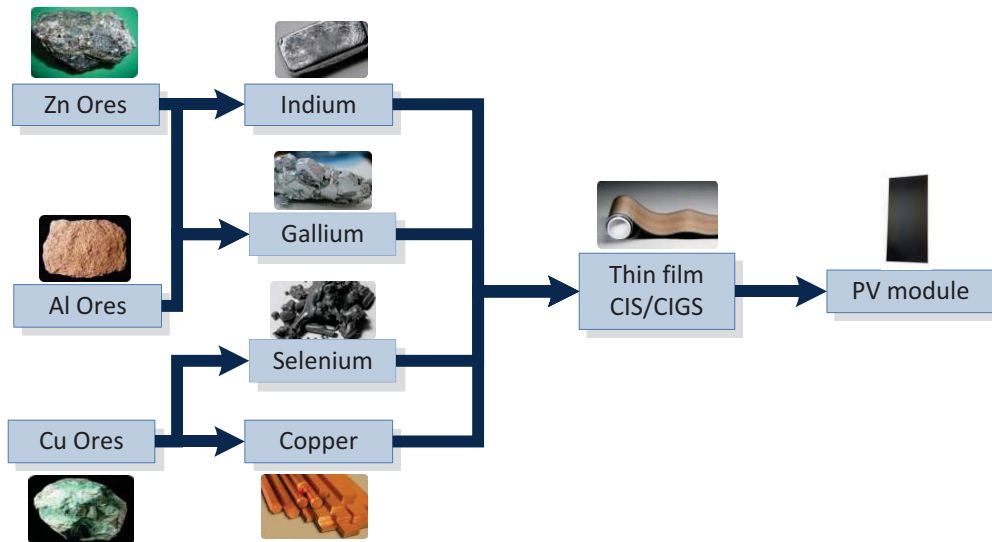 Zn Ores
Indium
Al Ores
Gallium
Selenium
Cu Ores
Copper
Thin film
CIS/CIGS
PV module